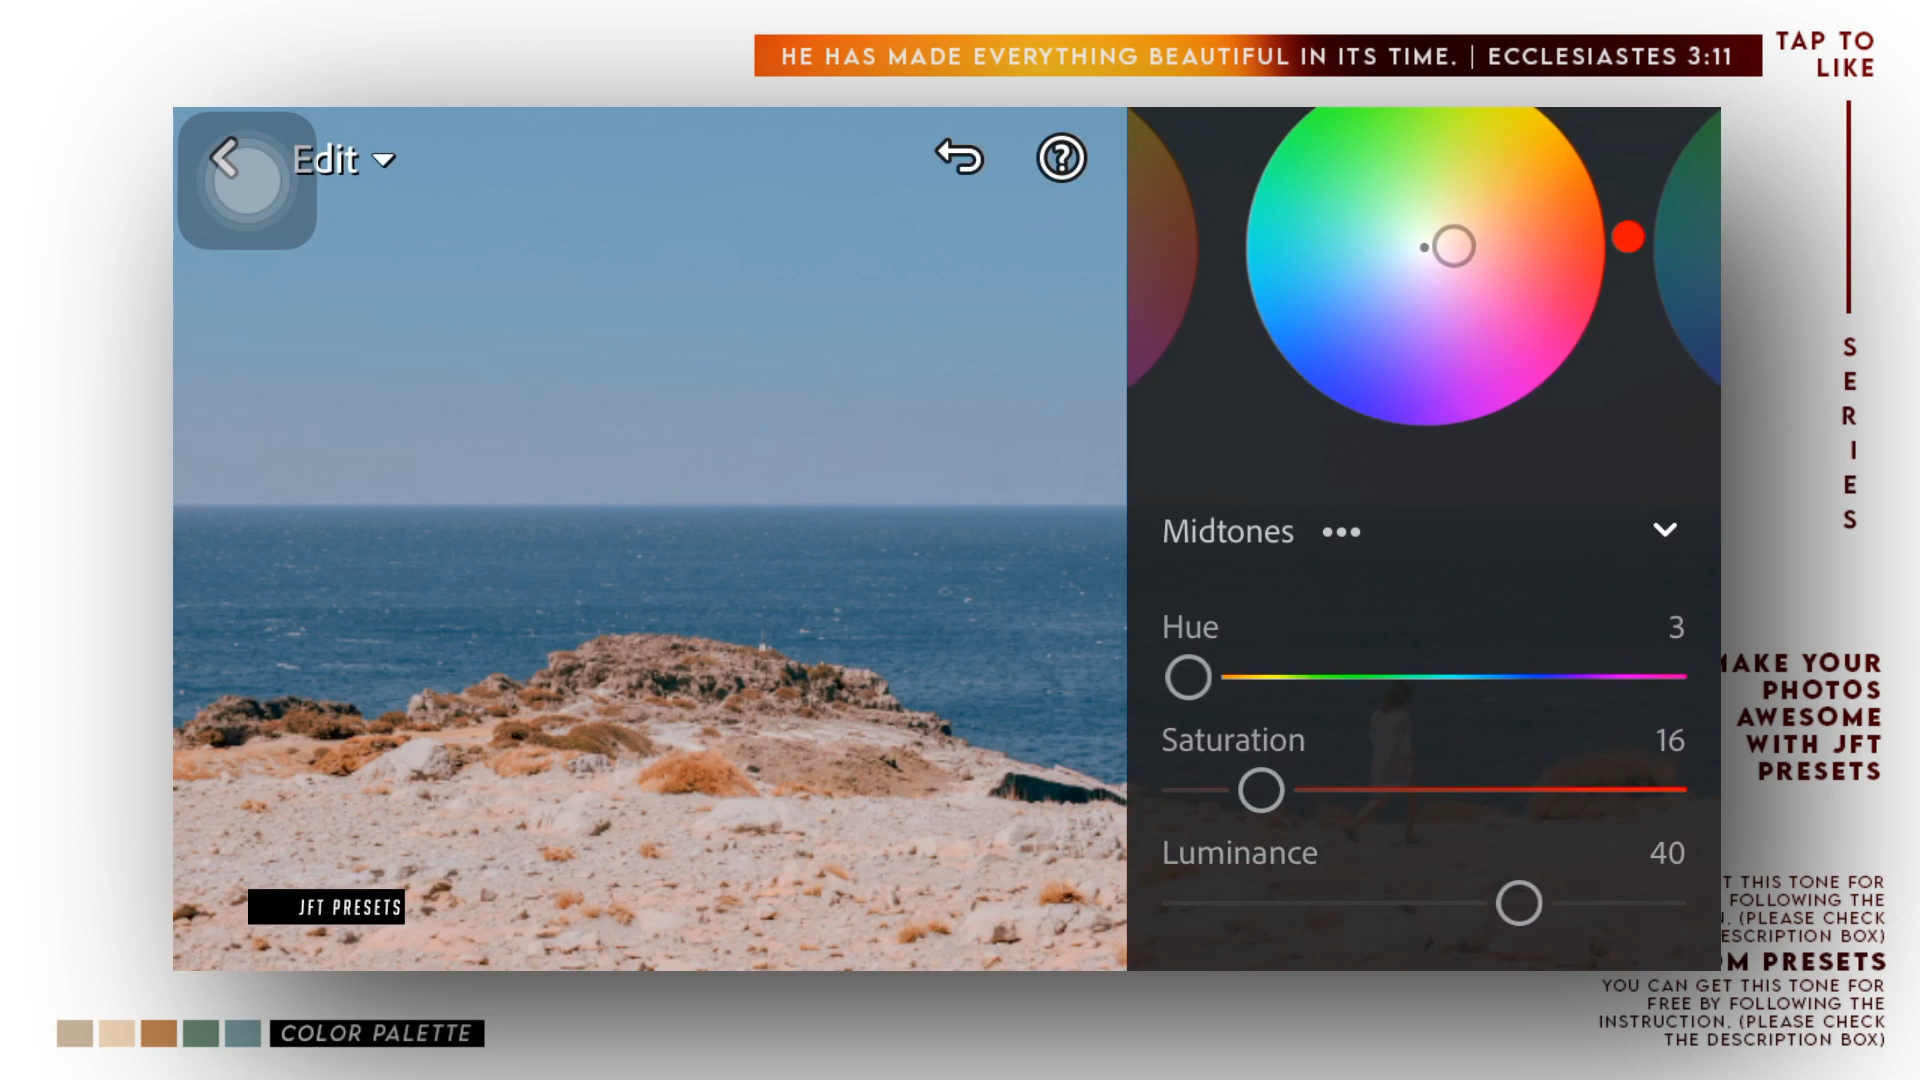 HE HAS MADE EVERYTHING BEAUTIFUL IN ITS TIME. | ECCLESIASTES 3:11
TAP TO
LIKE
Edit
SERIES
Midtones •••
Hue 3
Saturation 16
Luminance 40
YOUR
PHOTOS
AWESOME
WITH JFT
PRESETS
THIS TONE FOR
FOLLOWING THE
(PLEASE CHECK
BOX)
PRESETS
YOU CAN GET THIS TONE FOR
FREE BY FOLLOWING THE
INSTRUCTION. (PLEASE CHECK
THE DESCRIPTION BOX)
JFT PRESETS
COLOR PALETTE